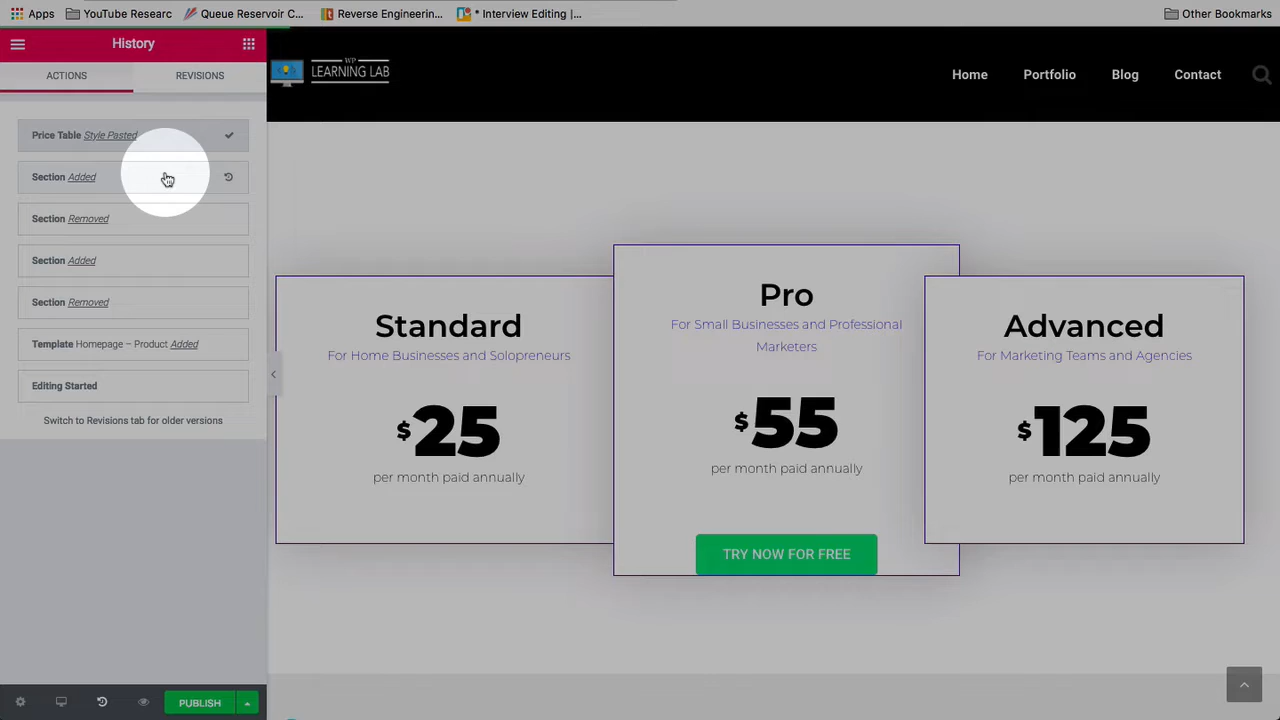 Apps
YouTube Researc
Queue Reservoir C...
Reverse Engineerin...
* Interview Editing |...
Other Bookmarks
History
ACTIONS
REVISIONS
Price Table Style Pasted
Section Added
Section Removed
Section Added
Section Removed
Template Homepage – Product Added
Editing Started
Switch to Revisions tab for older versions
PUBLISH
WP
LEARNING LAB
Home
Portfolio
Blog
Contact
Standard
For Home Businesses and Solopreneurs
$25
per month paid annually
Pro
For Small Businesses and Professional
Marketers
$55
per month paid annually
TRY NOW FOR FREE
Advanced
For Marketing Teams and Agencies
$125
per month paid annually